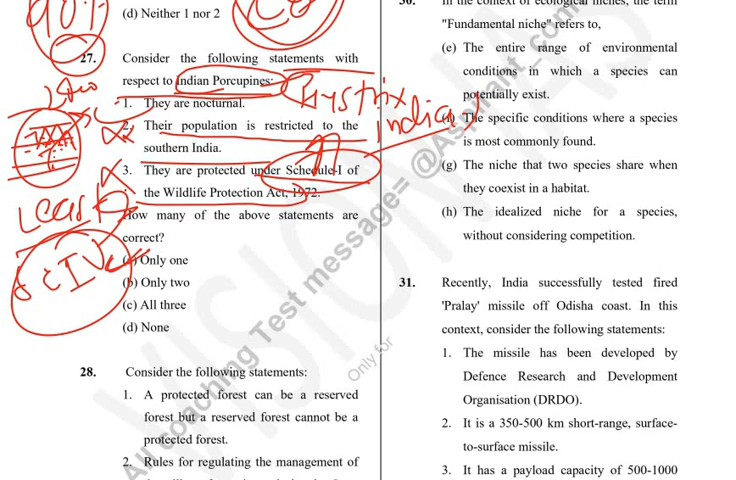 (d) Neither 1 nor 2
27. Consider the following statements with
respect to Indian Porcupines:
1. They are nocturnal.
2. Their population is restricted to the
southern India.
3. They are protected under Schedule-I of
the Wildlife Protection Act, 1972.
How many of the above statements are
correct?
(a) Only one
(b) Only two
(c) All three
(d) None
28. Consider the following statements:
1. A protected forest can be a reserved
forest but a reserved forest cannot be a
protected forest.
2. Rules for regulating the management of
30. In the context of ecological niches, the term
"Fundamental niche" refers to,
(e) The entire range of environmental
conditions in which a species can
potentially exist.
(f) The specific conditions where a species
is most commonly found.
(g) The niche that two species share when
they coexist in a habitat.
(h) The idealized niche for a species,
without considering competition.
31. Recently, India successfully tested fired
'Pralay' missile off Odisha coast. In this
context, consider the following statements:
1. The missile has been developed by
Defence Research and Development
Organisation (DRDO).
2. It is a 350-500 km short-range, surface-
to-surface missile.
3. It has a payload capacity of 500-1000
Hystrix
indica
Least
All coaching Test message= @Aspirant
Only for
VISION IAS